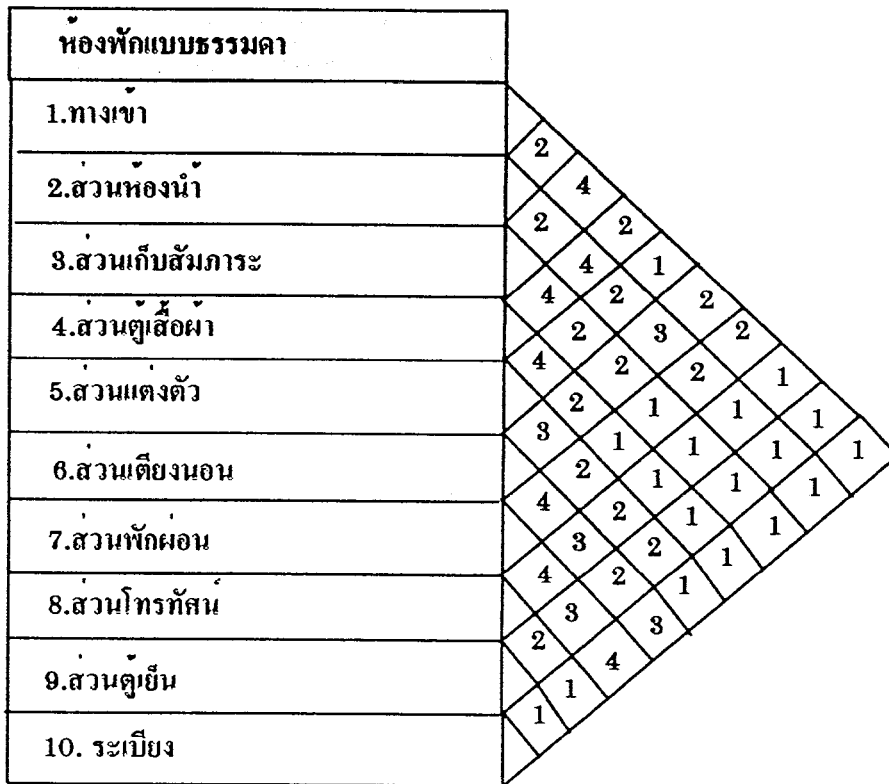 ห้องพักแบบธรรมดา
1.ทางเข้า
2
2.ส่วนห้องน้ำ
4
2 2
3.ส่วนเก็บสัมภาระ
4 1
4 2 2
4.ส่วนตู้เสื้อผ้า
2 3 2
4 2 2 1
5.ส่วนแต่งตัว
2 1 1 1
3 1 1 1 1
6.ส่วนเตียงนอน
2 1 1 1
4 2 1 1
7.ส่วนพักผ่อน
3 2 1
4 2 1
8.ส่วนโทรทัศน์
3 3
2 4
9.ส่วนตู้เย็น
1
1
10. ระเบียง